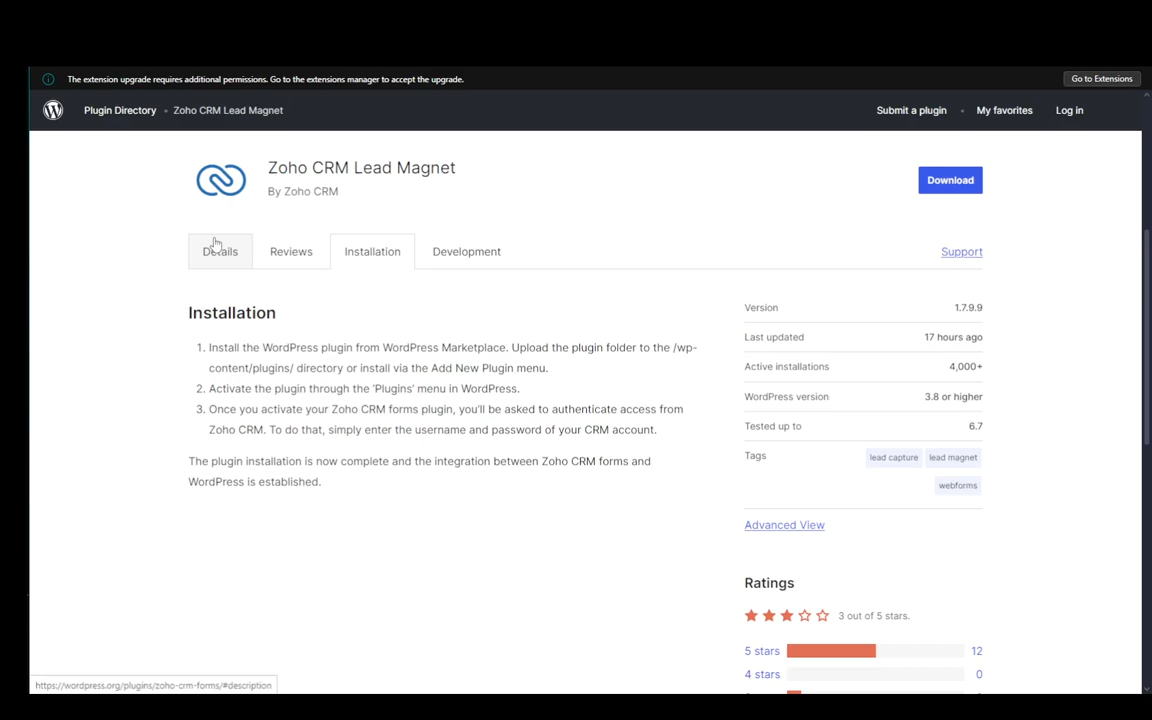 The extension upgrade requires additional permissions. Go to the extensions manager to accept the upgrade.
Go to Extensions
Plugin Directory • Zoho CRM Lead Magnet
Submit a plugin • My favorites Log in
Zoho CRM Lead Magnet
By Zoho CRM
Download
Details Reviews Installation Development
Support
Installation
1. Install the WordPress plugin from WordPress Marketplace. Upload the plugin folder to the /wp-
content/plugins/ directory or install via the Add New Plugin menu.
2. Activate the plugin through the ‘Plugins’ menu in WordPress.
3. Once you activate your Zoho CRM forms plugin, you’ll be asked to authenticate access from
Zoho CRM. To do that, simply enter the username and password of your CRM account.
The plugin installation is now complete and the integration between Zoho CRM forms and
WordPress is established.
Version 1.7.9.9
Last updated 17 hours ago
Active installations 4,000+
WordPress version 3.8 or higher
Tested up to 6.7
Tags lead capture lead magnet
webforms
Advanced View
Ratings
3 out of 5 stars.
5 stars 12
4 stars 0
https://wordpress.org/plugins/zoho-crm-forms/#description